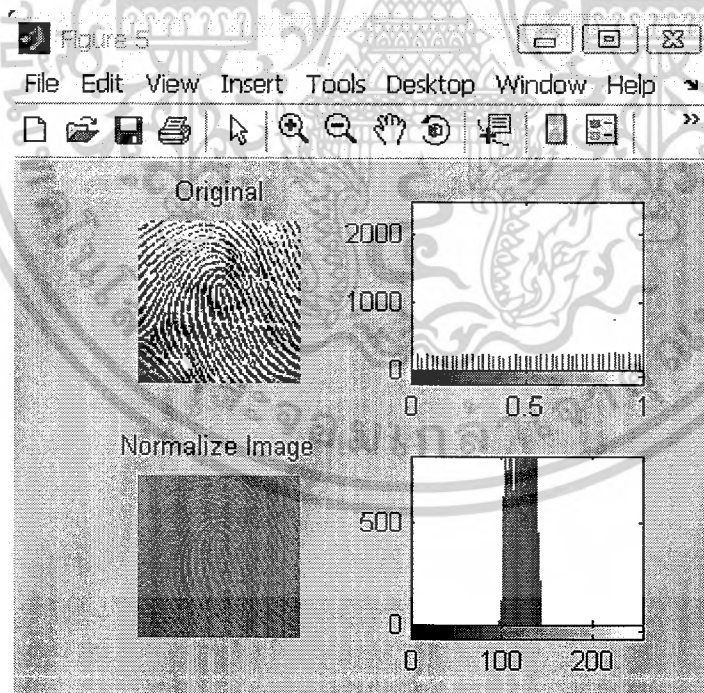 Figure 5
File Edit View Insert Tools Desktop Window Help
Original
2000
1000
0
0 0.5 1
Normalize Image
500
0
0 100 200